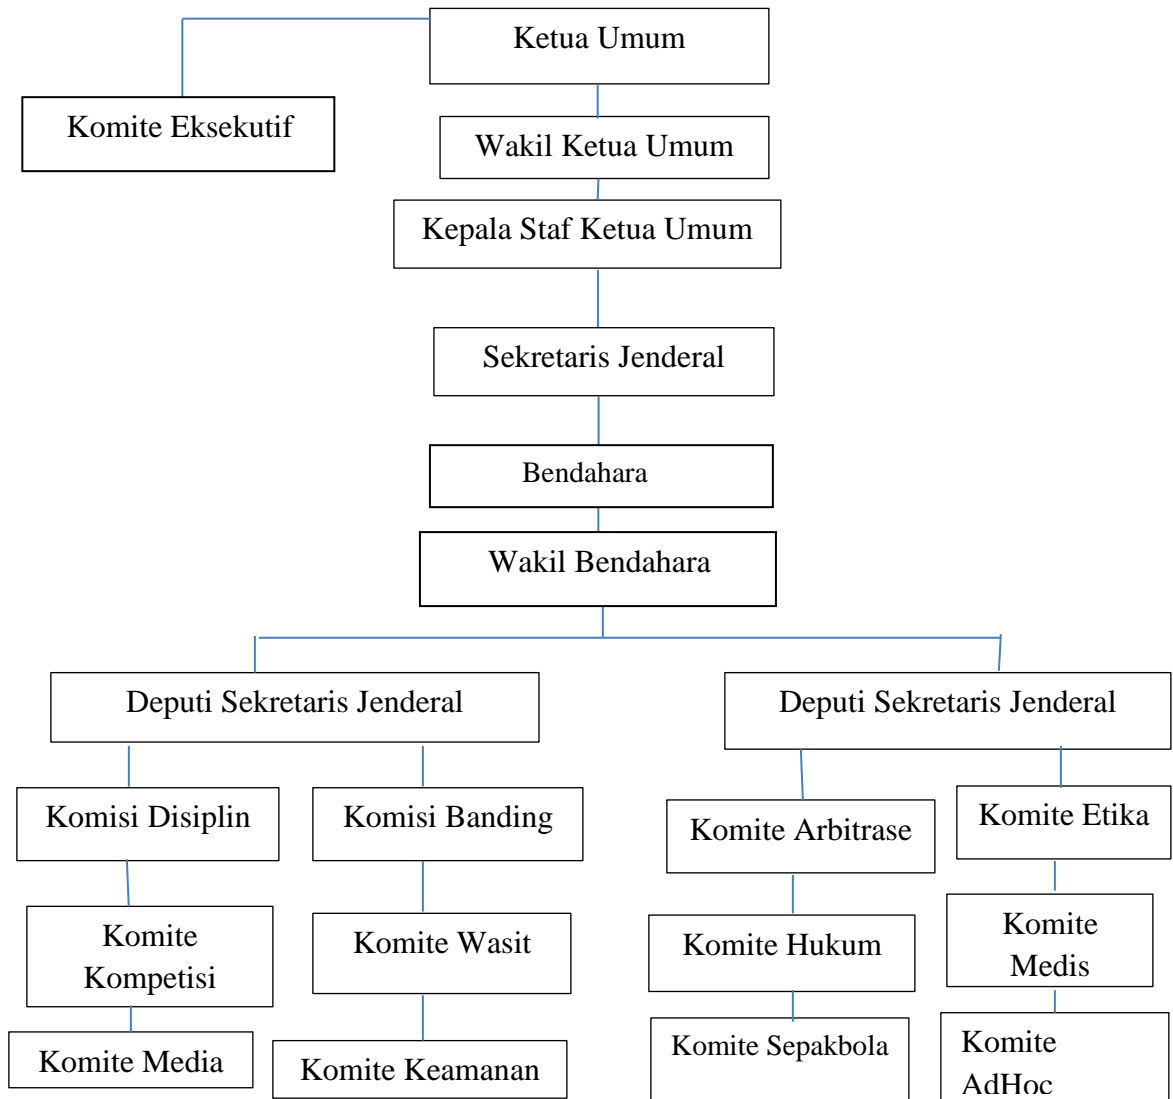 Ketua Umum
Komite Eksekutif
Wakil Ketua Umum
Kepala Staf Ketua Umum
Sekretaris Jenderal
Bendahara
Wakil Bendahara
Deputi Sekretaris Jenderal
Deputi Sekretaris Jenderal
Komisi Disiplin
Komisi Banding
Komite Arbitrase
Komite Etika
Komite
Kompetisi
Komite Wasit
Komite Hukum
Komite
Medis
Komite Media
Komite Keamanan
Komite Sepakbola
Komite
AdHoc